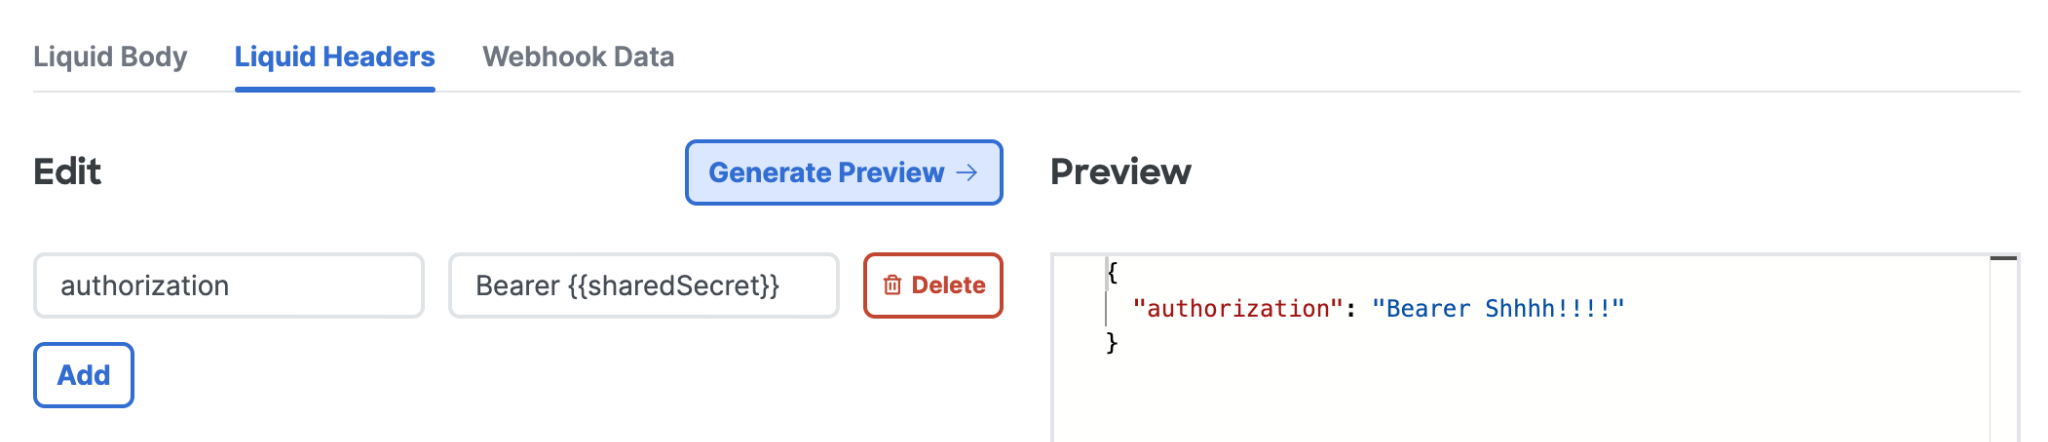 Liquid Body Liquid Headers Webhook Data
Edit Generate Preview → Preview
authorization Bearer {{sharedSecret}} Delete
Add
{
"authorization": "Bearer Shhhh!!!!"
}